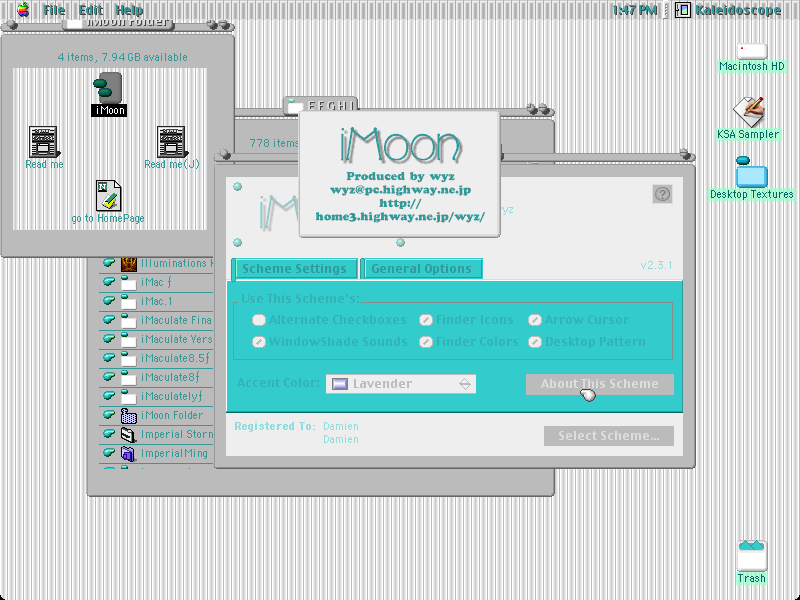 File Edit Help
1:47 PM
Kaleidoscope
iMoon Folder
4 items, 7.94 GB available
iMoon
Read me
Read me(J)
go to HomePage
E F G H I
778 items
iMoon
Produced by wyz
wyz@pc.highway.ne.jp
http://
home3.highway.ne.jp/wyz/
v2.3.1
Scheme Settings
General Options
Use This Scheme's:
Alternate Checkboxes
Finder Icons
Arrow Cursor
WindowShade Sounds
Finder Colors
Desktop Pattern
Accent Color:
Lavender
About This Scheme
Registered To:
Damien
Damien
Select Scheme...
Illuminations
iMac ƒ
iMac.1
iMaculate Fina
iMaculate Vers
iMaculate8.5ƒ
iMaculate8ƒ
iMaculatelyƒ
iMoon Folder
Imperial Storn
Imperial Ming
Macintosh HD
KSA Sampler
Desktop Textures
Trash